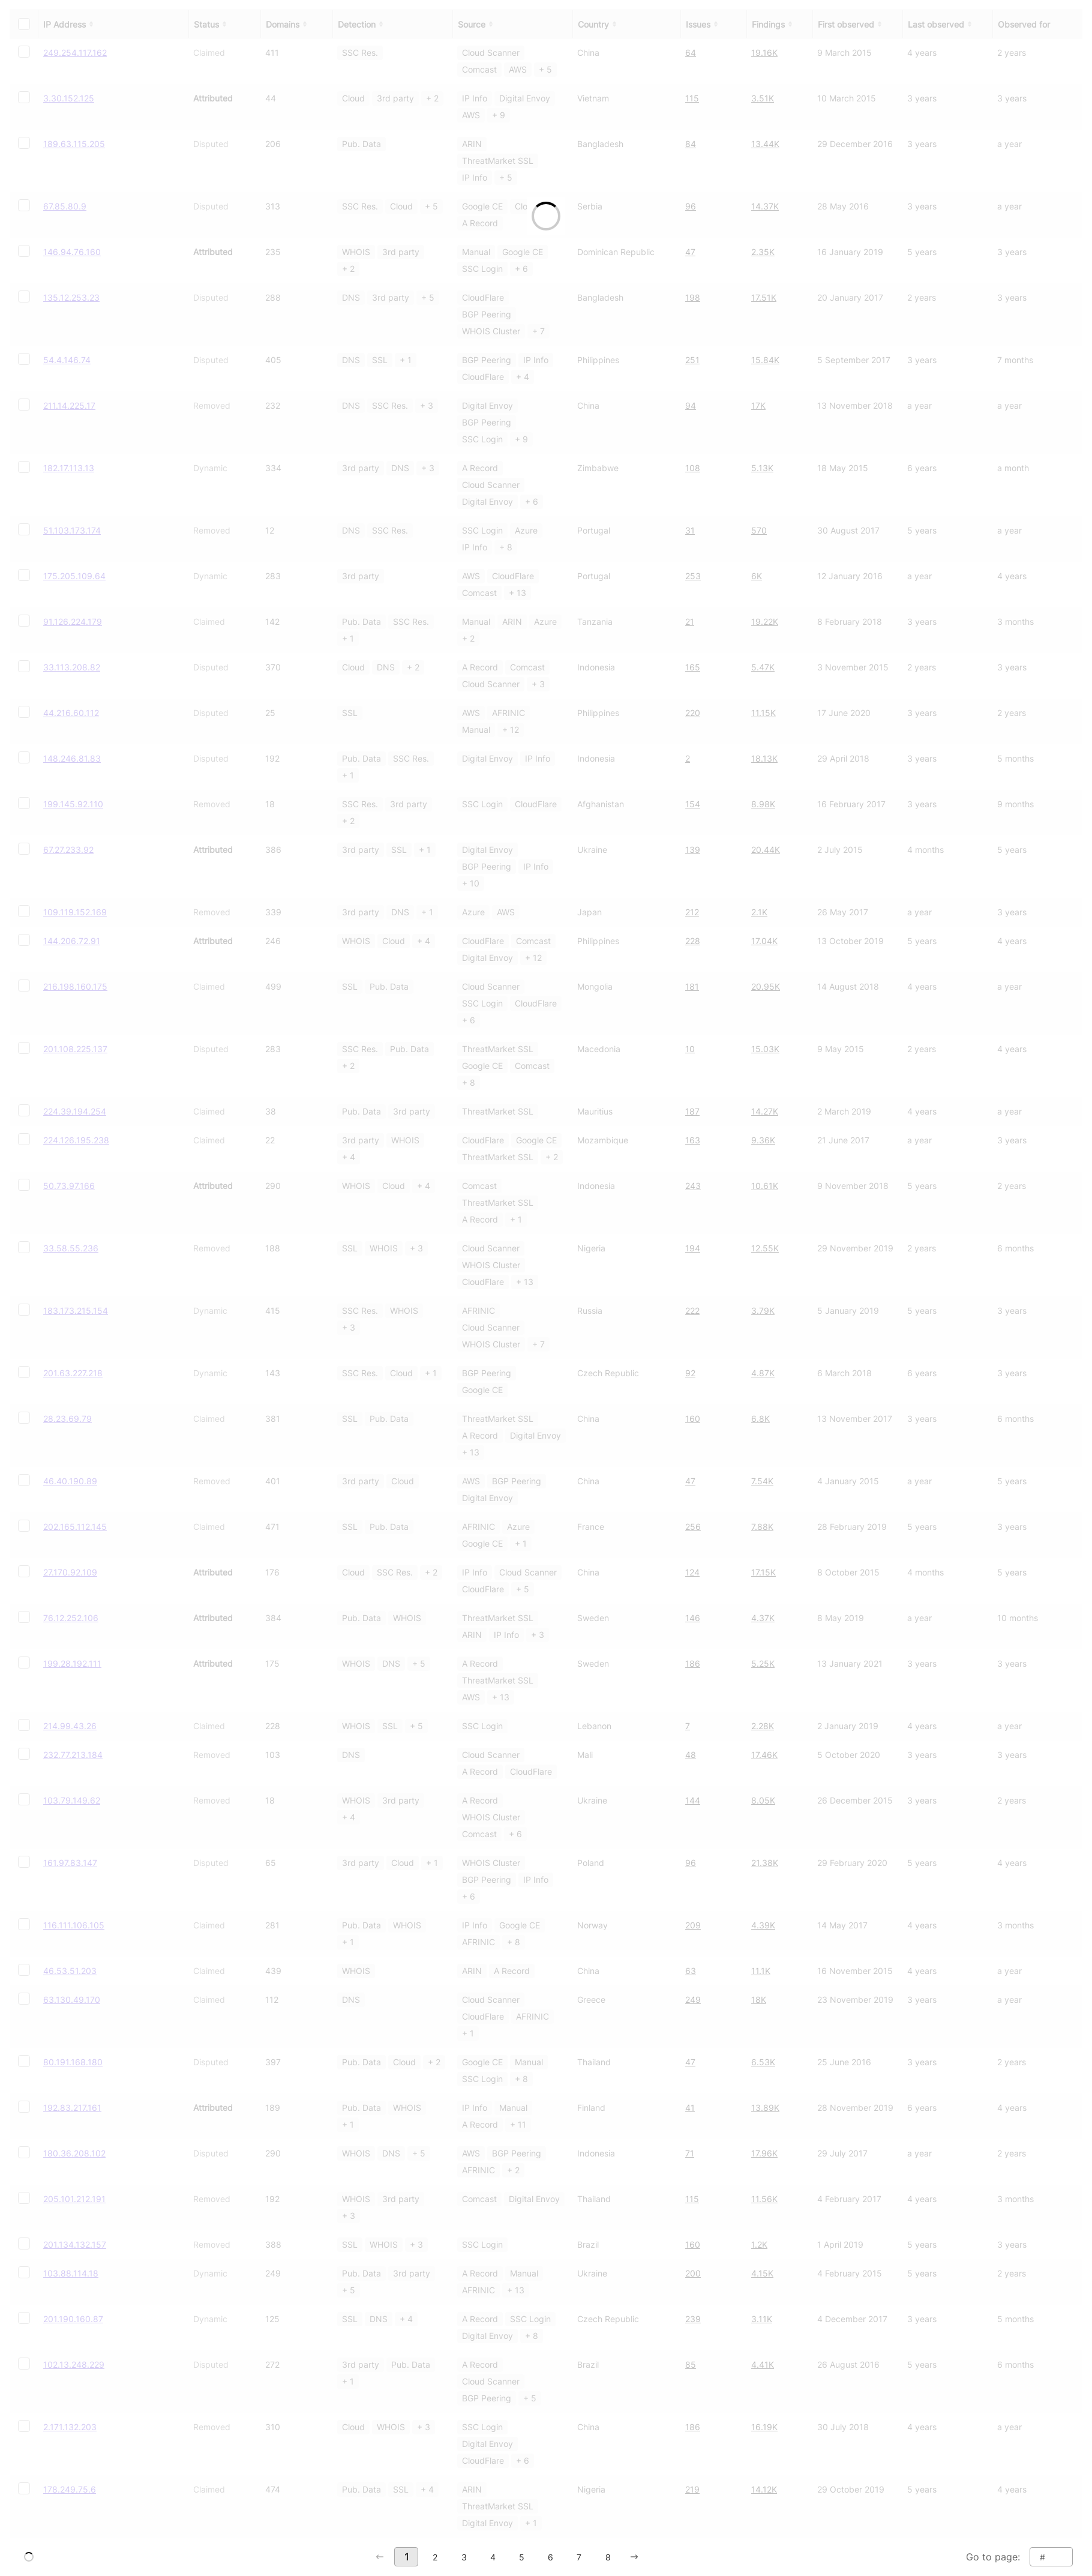 IP Address Status Domains Detection Source Country Issues Findings First observed Last observed Observed for
249.254.117.162 Claimed 411 SSC Res. Cloud Scanner China 64 19.16K 9 March 2015 4 years 2 years
Comcast AWS + 5
3.30.152.125 Attributed 44 Cloud 3rd party + 2 IP Info Digital Envoy Vietnam 115 3.51K 10 March 2015 3 years 3 years
AWS + 9
189.63.115.205 Disputed 206 Pub. Data ARIN Bangladesh 84 13.44K 29 December 2016 3 years a year
ThreatMarket SSL
IP Info + 5
67.85.80.9 Disputed 313 SSC Res. Cloud + 5 Google CE Clo Serbia 96 14.37K 28 May 2016 3 years a year
A Record
146.94.76.160 Attributed 235 WHOIS 3rd party Manual Google CE Dominican Republic 47 2.35K 16 January 2019 5 years 3 years
+ 2 SSC Login + 6
135.12.253.23 Disputed 288 DNS 3rd party + 5 CloudFlare Bangladesh 198 17.51K 20 January 2017 2 years 3 years
BGP Peering
WHOIS Cluster + 7
54.4.146.74 Disputed 405 DNS SSL + 1 BGP Peering IP Info Philippines 251 15.84K 5 September 2017 3 years 7 months
CloudFlare + 4
211.14.225.17 Removed 232 DNS SSC Res. + 3 Digital Envoy China 94 17K 13 November 2018 a year a year
BGP Peering
SSC Login + 9
182.17.113.13 Dynamic 334 3rd party DNS + 3 A Record Zimbabwe 108 5.13K 18 May 2015 6 years a month
Cloud Scanner
Digital Envoy + 6
51.103.173.174 Removed 12 DNS SSC Res. SSC Login Azure Portugal 31 570 30 August 2017 5 years a year
IP Info + 8
175.205.109.64 Dynamic 283 3rd party AWS CloudFlare Portugal 253 6K 12 January 2016 a year 4 years
Comcast + 13
91.126.224.179 Claimed 142 Pub. Data SSC Res. Manual ARIN Azure Tanzania 21 19.22K 8 February 2018 3 years 3 months
+ 1 + 2
33.113.208.82 Disputed 370 Cloud DNS + 2 A Record Comcast Indonesia 165 5.47K 3 November 2015 2 years 3 years
Cloud Scanner + 3
44.216.60.112 Disputed 25 SSL AWS AFRINIC Philippines 220 11.15K 17 June 2020 3 years 2 years
Manual + 12
148.246.81.63 Disputed 192 Pub. Data SSC Res. Digital Envoy IP Info Indonesia 2 18.13K 29 April 2018 3 years 5 months
+ 1
199.145.92.110 Removed 18 SSC Res. 3rd party SSC Login CloudFlare Afghanistan 154 8.98K 16 February 2017 3 years 9 months
+ 2
67.27.233.92 Attributed 386 3rd party SSL + 1 Digital Envoy Ukraine 139 20.44K 2 July 2015 4 months 5 years
BGP Peering IP Info
+ 10
109.119.152.169 Removed 339 3rd party DNS + 1 Azure AWS Japan 212 2.1K 26 May 2017 a year 3 years
144.206.72.91 Attributed 246 WHOIS Cloud + 4 CloudFlare Comcast Philippines 228 17.04K 13 October 2019 5 years 4 years
Digital Envoy + 12
216.198.160.175 Claimed 499 SSL Pub. Data Cloud Scanner Mongolia 181 20.95K 14 August 2018 4 years a year
SSC Login CloudFlare
+ 6
201.108.225.137 Disputed 283 SSC Res. Pub. Data ThreatMarket SSL Macedonia 10 15.03K 9 May 2015 2 years 4 years
+ 2 Google CE Comcast
+ 8
224.39.194.254 Claimed 38 Pub. Data 3rd party ThreatMarket SSL Mauritius 187 14.27K 2 March 2019 4 years a year
224.126.195.238 Claimed 22 3rd party WHOIS CloudFlare Google CE Mozambique 163 9.36K 21 June 2017 a year 3 years
+ 4 ThreatMarket SSL + 2
50.73.97.166 Attributed 290 WHOIS Cloud + 4 Comcast Indonesia 243 10.61K 9 November 2018 5 years 2 years
ThreatMarket SSL
A Record + 1
33.58.55.236 Removed 188 SSL WHOIS + 3 Cloud Scanner Nigeria 194 12.55K 29 November 2019 2 years 6 months
WHOIS Cluster
CloudFlare + 13
183.173.215.154 Dynamic 415 SSC Res. WHOIS AFRINIC Russia 222 3.79K 5 January 2019 5 years 3 years
+ 3 Cloud Scanner
WHOIS Cluster + 7
201.63.227.218 Dynamic 143 SSC Res. Cloud + 1 BGP Peering Czech Republic 92 4.87K 6 March 2018 6 years 3 years
Google CE
28.23.69.79 Claimed 381 SSL Pub. Data ThreatMarket SSL China 160 6.8K 13 November 2017 3 years 6 months
A Record Digital Envoy
+ 13
46.40.190.89 Removed 401 3rd party Cloud AWS BGP Peering China 47 7.54K 4 January 2015 a year 5 years
Digital Envoy
202.165.112.145 Claimed 471 SSL Pub. Data AFRINIC Azure France 256 7.88K 28 February 2019 5 years 3 years
Google CE + 1
27.170.92.109 Attributed 176 Cloud SSC Res. + 2 IP Info Cloud Scanner China 124 17.15K 8 October 2015 4 months 5 years
CloudFlare + 5
76.12.252.106 Attributed 384 Pub. Data WHOIS ThreatMarket SSL Sweden 146 4.37K 8 May 2019 a year 10 months
ARIN IP Info + 3
199.28.192.111 Attributed 175 WHOIS DNS + 5 A Record Sweden 186 5.25K 13 January 2021 3 years 3 years
ThreatMarket SSL
AWS + 13
214.99.43.26 Claimed 228 WHOIS SSL + 5 SSC Login Lebanon 7 2.28K 2 January 2019 4 years a year
232.77.213.184 Removed 103 DNS Cloud Scanner Mali 48 17.46K 5 October 2020 3 years 3 years
A Record CloudFlare
103.79.149.62 Removed 18 WHOIS 3rd party A Record Ukraine 144 8.05K 26 December 2015 3 years 2 years
+ 4 WHOIS Cluster
Comcast + 6
161.97.83.147 Disputed 65 3rd party Cloud + 1 WHOIS Cluster Poland 96 21.38K 29 February 2020 5 years 4 years
BGP Peering IP Info
+ 6
116.111.106.105 Claimed 281 Pub. Data WHOIS IP Info Google CE Norway 209 4.39K 14 May 2017 4 years 3 months
+ 1 AFRINIC + 8
46.53.51.203 Claimed 439 WHOIS ARIN A Record China 63 11.1K 16 November 2015 4 years a year
63.130.49.170 Claimed 112 DNS Cloud Scanner Greece 249 18K 23 November 2019 3 years a year
CloudFlare AFRINIC
+ 1
80.191.168.180 Disputed 397 Pub. Data Cloud + 2 Google CE Manual Thailand 47 6.53K 25 June 2016 3 years 2 years
SSC Login + 8
192.83.217.161 Attributed 189 Pub. Data WHOIS IP Info Manual Finland 41 13.89K 28 November 2019 6 years 4 years
+ 1 A Record + 11
180.36.208.102 Disputed 290 WHOIS DNS + 5 AWS BGP Peering Indonesia 71 17.96K 29 July 2017 a year 2 years
AFRINIC + 2
205.101.212.191 Removed 192 WHOIS 3rd party Comcast Digital Envoy Thailand 115 11.56K 4 February 2017 4 years 3 months
+ 3
201.134.132.157 Removed 388 SSL WHOIS + 3 SSC Login Brazil 160 1.2K 1 April 2019 5 years 3 years
103.88.114.18 Dynamic 249 Pub. Data 3rd party A Record Manual Ukraine 200 4.15K 4 February 2015 5 years 2 years
+ 5 AFRINIC + 13
201.190.160.87 Dynamic 125 SSL DNS + 4 A Record SSC Login Czech Republic 239 3.11K 4 December 2017 3 years 5 months
Digital Envoy + 8
102.13.248.229 Disputed 272 3rd party Pub. Data A Record Brazil 85 4.41K 26 August 2016 5 years 6 months
+ 1 Cloud Scanner
BGP Peering + 5
2.171.132.203 Removed 310 Cloud WHOIS + 3 SSC Login China 186 16.19K 30 July 2018 4 years a year
Digital Envoy
CloudFlare + 6
178.249.75.6 Claimed 474 Pub. Data SSL + 4 ARIN Nigeria 219 14.12K 29 October 2019 5 years 4 years
ThreatMarket SSL
Digital Envoy + 1
← 1 2 3 4 5 6 7 8 → Go to page: #